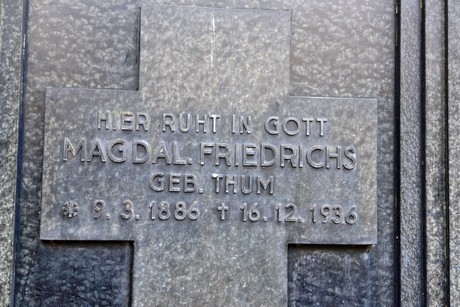 HIER RUHT IN GOTT
MAGDAL. FRIEDRICHS
GEB. THUM
* 9. 3. 1886 † 16. 12. 1936